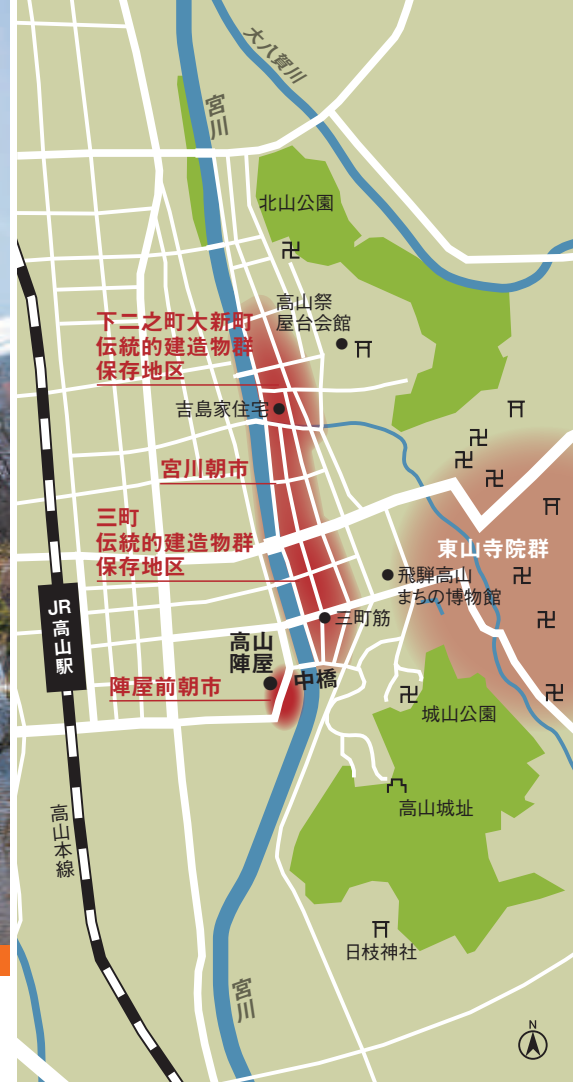 大八賀川
宮川
北山公園
高山祭
屋台会館
下二之町大新町
伝統的建造物群
保存地区
吉島家住宅
宮川朝市
三町
伝統的建造物群
保存地区
東山寺院群
飛騨高山
まちの博物館
JR
高山駅
三町筋
高山
陣屋
中橋
陣屋前朝市
城山公園
高山城址
高山本線
日枝神社
宮川
N